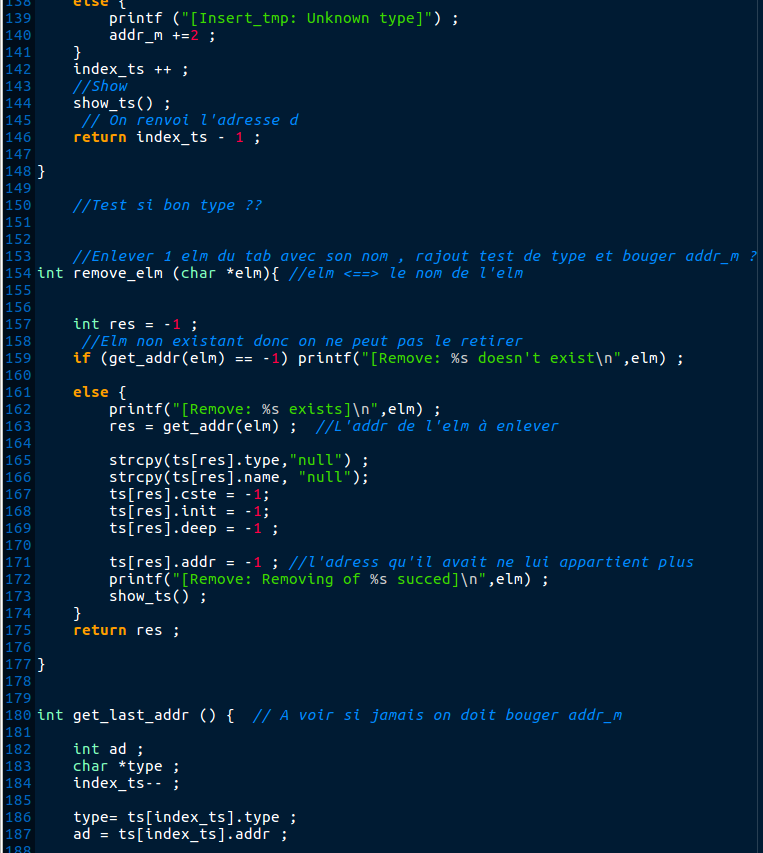 138     else {
139         printf ("[Insert_tmp: Unknown type]") ;
140         addr_m +=2 ;
141     }
142     index_ts ++ ;
143     //Show
144     show_ts() ;
145      // On renvoi l'adresse d
146     return index_ts - 1 ;
147
148 }
149
150     //Test si bon type ??
151
152
153     //Enlever 1 elm du tab avec son nom , rajout test de type et bouger addr_m ?
154 int remove_elm (char *elm){ //elm <==> le nom de l'elm
155
156
157     int res = -1 ;
158      //Elm non existant donc on ne peut pas le retirer
159     if (get_addr(elm) == -1) printf("[Remove: %s doesn't exist\n",elm) ;
160
161     else {
162         printf("[Remove: %s exists]\n",elm) ;
163         res = get_addr(elm) ;  //L'addr de l'elm à enlever
164
165         strcpy(ts[res].type,"null") ;
166         strcpy(ts[res].name, "null");
167         ts[res].cste = -1;
168         ts[res].init = -1;
169         ts[res].deep = -1 ;
170
171         ts[res].addr = -1 ; //l'adress qu'il avait ne lui appartient plus
172         printf("[Remove: Removing of %s succed]\n",elm) ;
173         show_ts() ;
174     }
175     return res ;
176
177 }
178
179
180 int get_last_addr () {  // A voir si jamais on doit bouger addr_m
181
182     int ad ;
183     char *type ;
184     index_ts-- ;
185
186     type= ts[index_ts].type ;
187     ad = ts[index_ts].addr ;
188